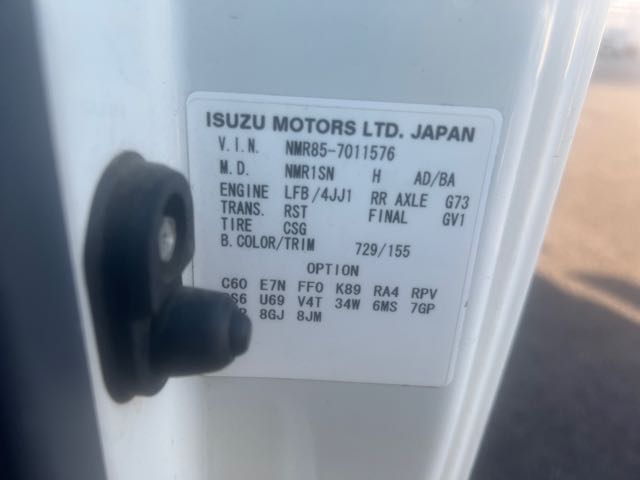 ISUZU MOTORS LTD. JAPAN
V.I.N. NMR85-7011576
M.D. NMR1SN H AD/BA
ENGINE LFB/4JJ1 RR AXLE G73
TRANS. RST FINAL GV1
TIRE CSG
B.COLOR/TRIM 729/155
OPTION
C60 E7N FF0 K89 RA4 RPV
U69 V4T 34W 6MS 7GP
8GJ 8JM